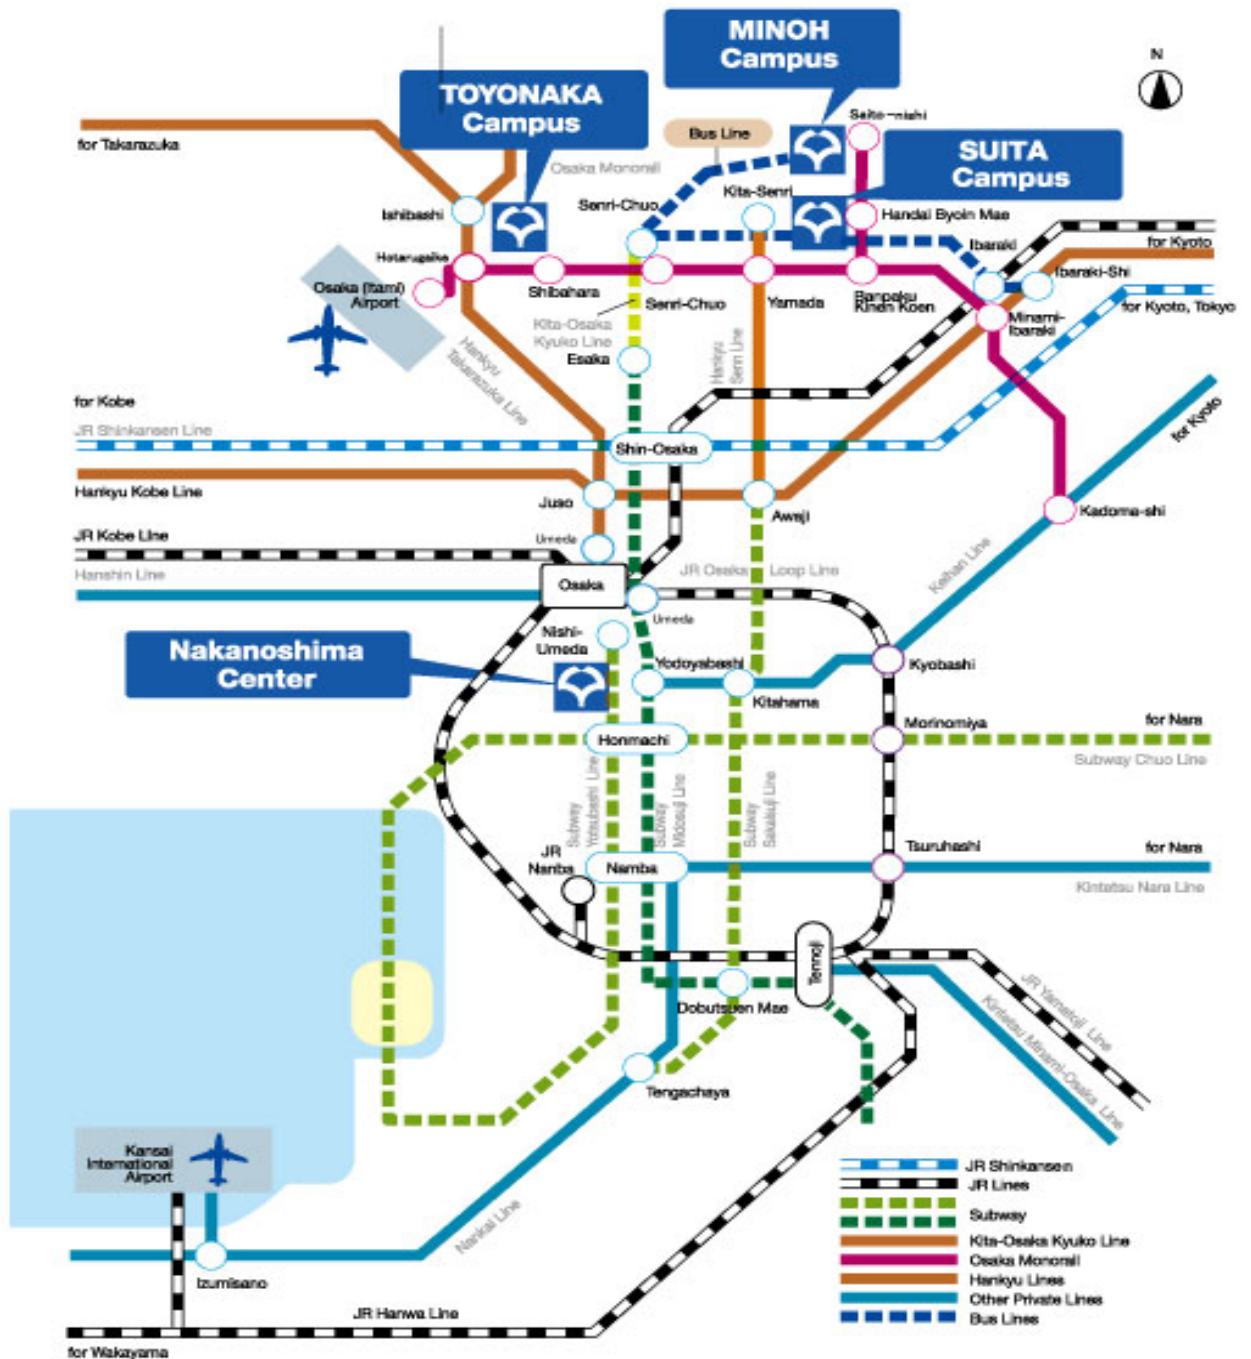 MINOH
Campus
N
TOYONAKA
Campus
Saito-nishi
for Takarazuka
Bus Line
SUITA
Campus
Osaka Monorail
Kita-Senri
Ishibashi
Senri-Chuo
Handai Byoin Mae
Ibaraki
for Kyoto
Hotarugaike
Ibaraki-Shi
Osaka (Itami)
Airport
Shibahara
Senri-Chuo
Yamada
Banpaku
Kinen Koen
Minami-
Ibaraki
for Kyoto, Tokyo
Kita-Osaka
Kyuko Line
Esaka
Hankyu
Takarazuka Line
Hankyu
Senri Line
for Kobe
JR Shinkansen Line
Shin-Osaka
for Kyoto
Hankyu Kobe Line
Juso
Awaji
Kadoma-shi
JR Kobe Line
Umeda
Hanshin Line
Osaka
JR Osaka Loop Line
Keihan Line
Umeda
Nishi-
Umeda
Nakanoshima
Center
Yodoyabashi
Kyobashi
Kitahama
Morinomiya
for Nara
Honmachi
Subway Chuo Line
Subway
Yotsubashi Line
Subway
Midosuji Line
Subway
Sakaisuji Line
JR
Nanba
Namba
Tsuruhashi
for Nara
Kintetsu Nara Line
Tennoji
JR Yamatoji Line
Kintetsu Minami-Osaka Line
Dobutsuen Mae
Tengachaya
Kansai
International
Airport
JR Shinkansen
JR Lines
Subway
Kita-Osaka Kyuko Line
Osaka Monorail
Hankyu Lines
Other Private Lines
Bus Lines
Nankai Line
Izumisano
JR Hanwa Line
for Wakayama